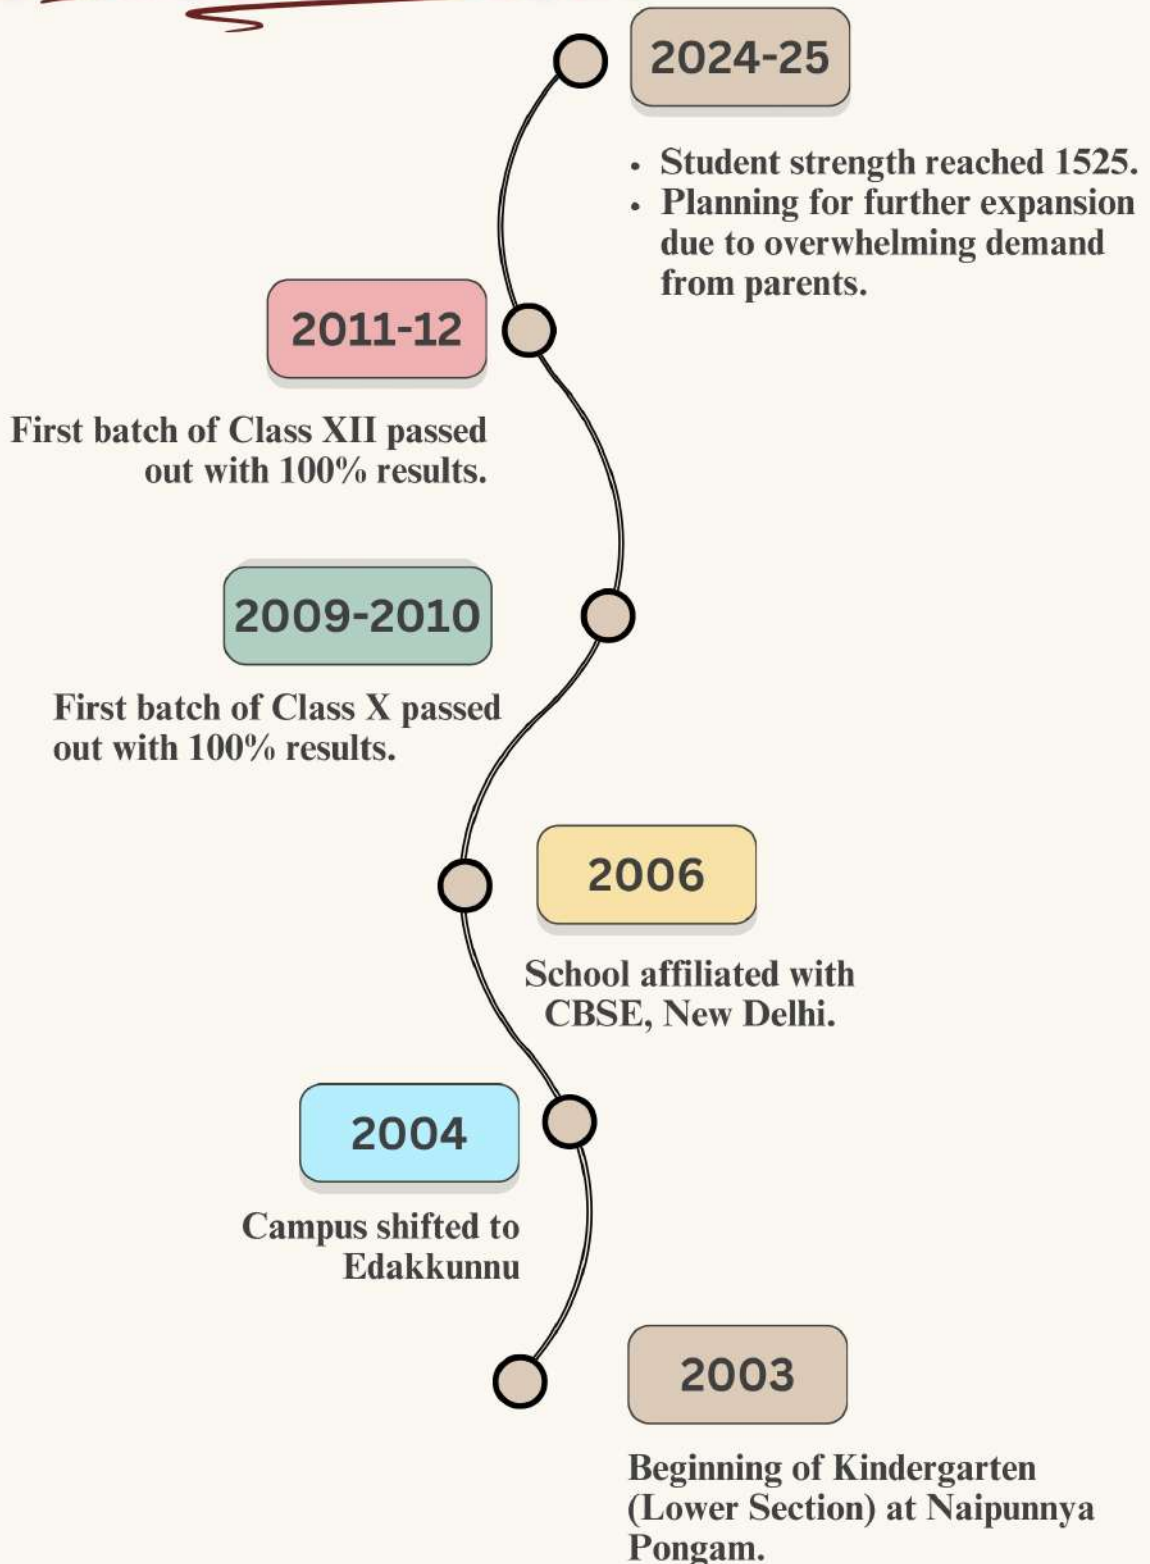 2024-25
• Student strength reached 1525.
• Planning for further expansion
due to overwhelming demand
from parents.
2011-12
First batch of Class XII passed
out with 100% results.
2009-2010
First batch of Class X passed
out with 100% results.
2006
School affiliated with
CBSE, New Delhi.
2004
Campus shifted to
Edakkunnu
2003
Beginning of Kindergarten
(Lower Section) at Naipunnya
Pongam.